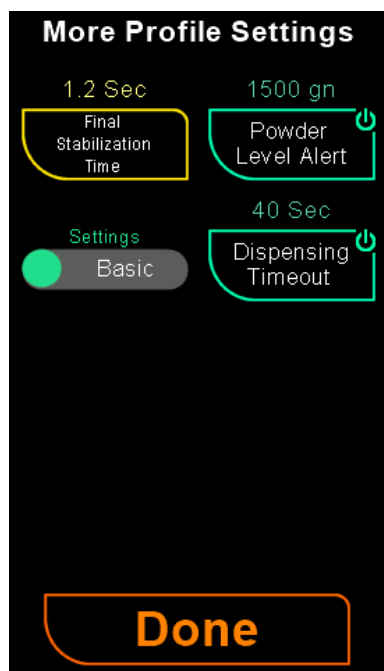 More Profile Settings
1.2 Sec
Final
Stabilization
Time
1500 gn
Powder
Level Alert
Settings
Basic
40 Sec
Dispensing
Timeout
Done